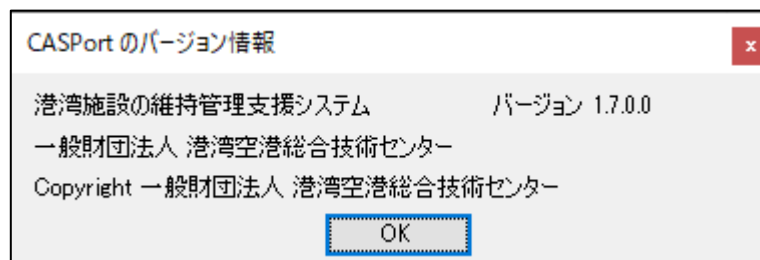 CASPort のバージョン情報
x
港湾施設の維持管理支援システム バージョン 1.7.0.0
一般財団法人 港湾空港総合技術センター
Copyright 一般財団法人 港湾空港総合技術センター
OK